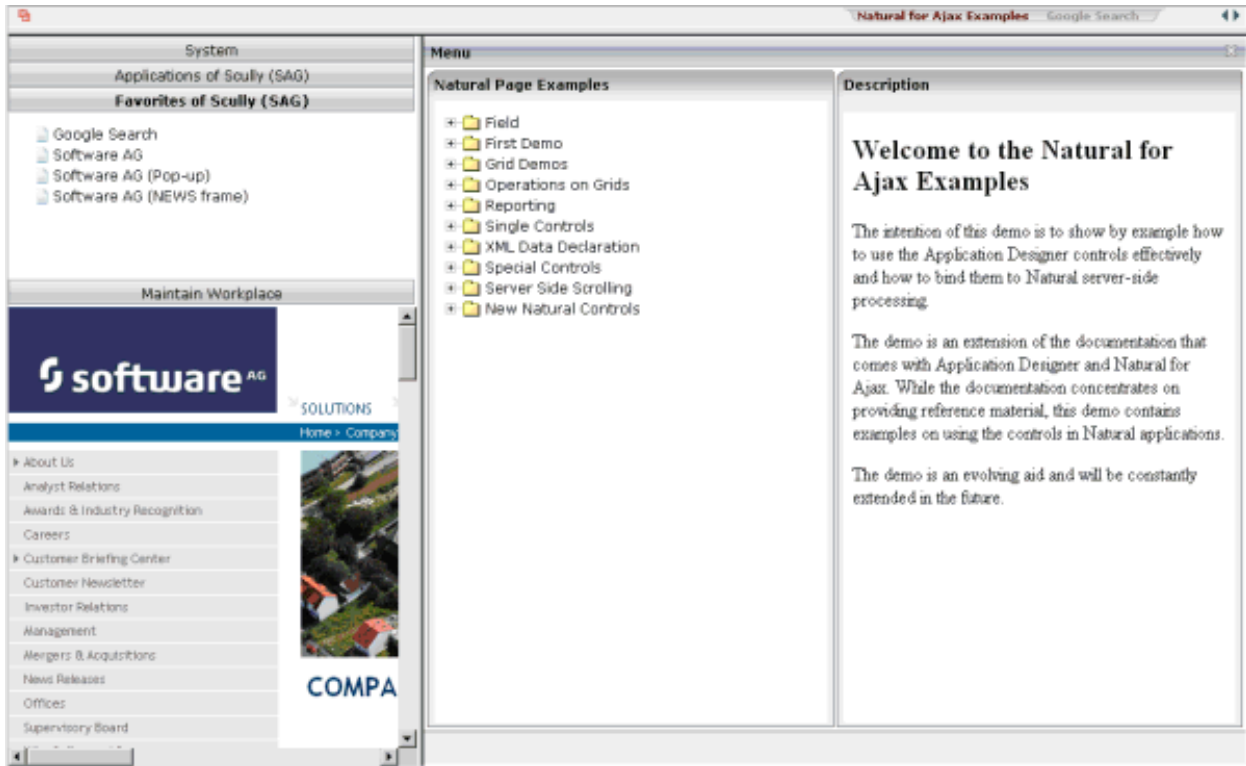 Natural for Ajax Examples Google Search
System
Applications of Scully (SAG)
Favorites of Scully (SAG)
Google Search
Software AG
Software AG (Pop-up)
Software AG (NEWS frame)
Maintain Workplace
software AG
SOLUTIONS
Home > Company
About Us
Analyst Relations
Awards & Industry Recognition
Careers
Customer Briefing Center
Customer Newsletter
Investor Relations
Management
Mergers & Acquisitions
News Releases
Offices
Supervisory Board
COMPA
Menu
Natural Page Examples
Field
First Demo
Grid Demos
Operations on Grids
Reporting
Single Controls
XML Data Declaration
Special Controls
Server Side Scrolling
New Natural Controls
Description
Welcome to the Natural for
Ajax Examples
The intention of this demo is to show by example how
to use the Application Designer controls effectively
and how to bind them to Natural server-side
processing.
The demo is an extension of the documentation that
comes with Application Designer and Natural for
Ajax. While the documentation concentrates on
providing reference material, this demo contains
examples on using the controls in Natural applications.
The demo is an evolving aid and will be constantly
extended in the future.